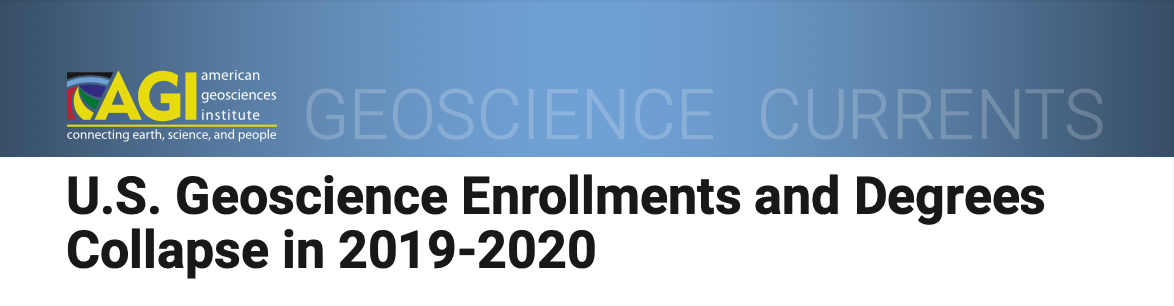 AGI
american
geosciences
institute
connecting earth, science, and people
GEOSCIENCE CURRENTS
U.S. Geoscience Enrollments and Degrees
Collapse in 2019-2020